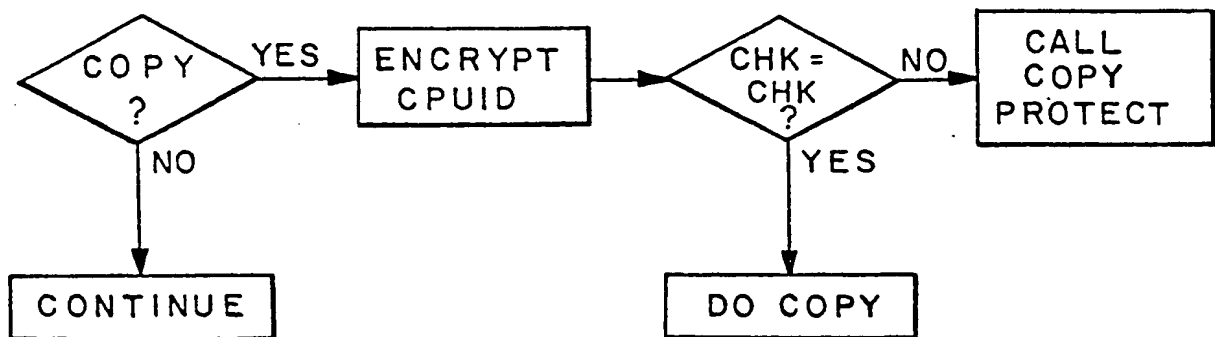 COPY
?
YES
NO
CONTINUE
ENCRYPT
CPUID
CHK =
CHK
?
NO
YES
DO COPY
CALL
COPY
PROTECT